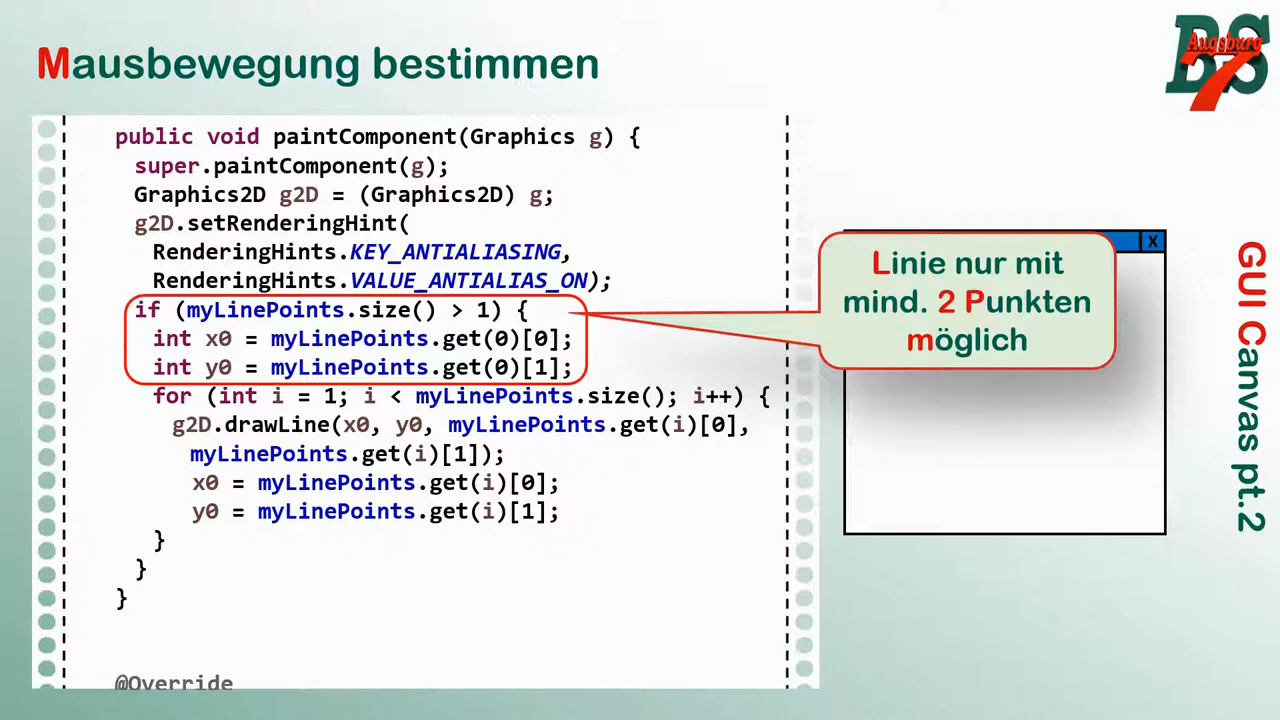 Mausbewegung bestimmen
BS
Augsburg
7
public void paintComponent(Graphics g) {
super.paintComponent(g);
Graphics2D g2D = (Graphics2D) g;
g2D.setRenderingHint(
RenderingHints.KEY_ANTIALIASING,
RenderingHints.VALUE_ANTIALIAS_ON);
if (myLinePoints.size() > 1) {
int x0 = myLinePoints.get(0)[0];
int y0 = myLinePoints.get(0)[1];
for (int i = 1; i < myLinePoints.size(); i++) {
g2D.drawLine(x0, y0, myLinePoints.get(i)[0],
myLinePoints.get(i)[1]);
x0 = myLinePoints.get(i)[0];
y0 = myLinePoints.get(i)[1];
}
}
}
@Override
X
Linie nur mit
mind. 2 Punkten
möglich
GUI Canvas pt.2